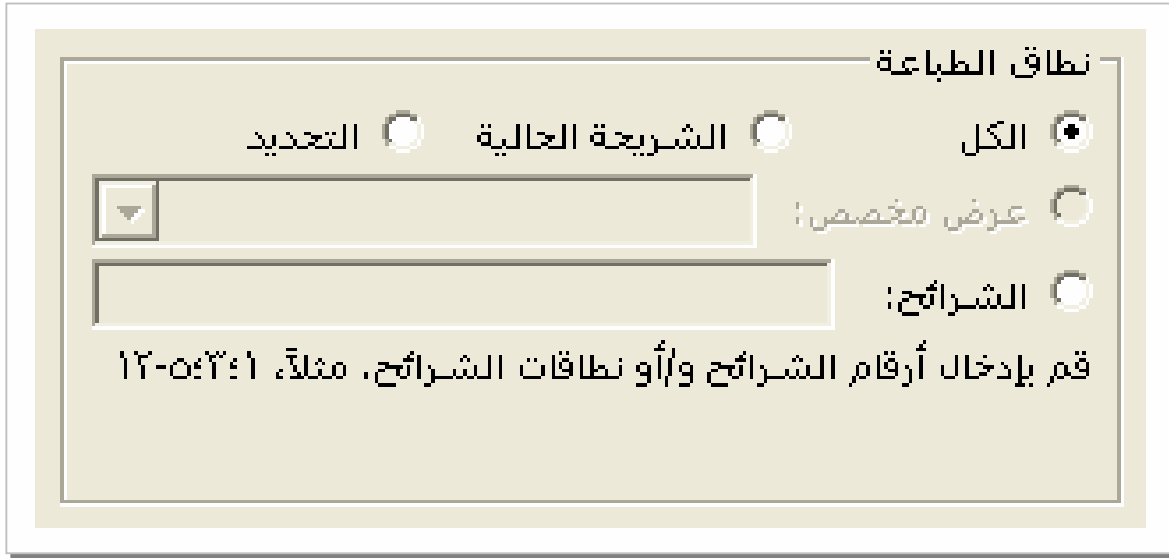 نطاق الطباعة
الكل الشريحة الحالية التحديد
عرض مخصص:
الشرائح:
قم بإدخال أرقام الشرائح و/أو نطاقات الشرائح. مثلاً، ١؛٣؛٥-١٢